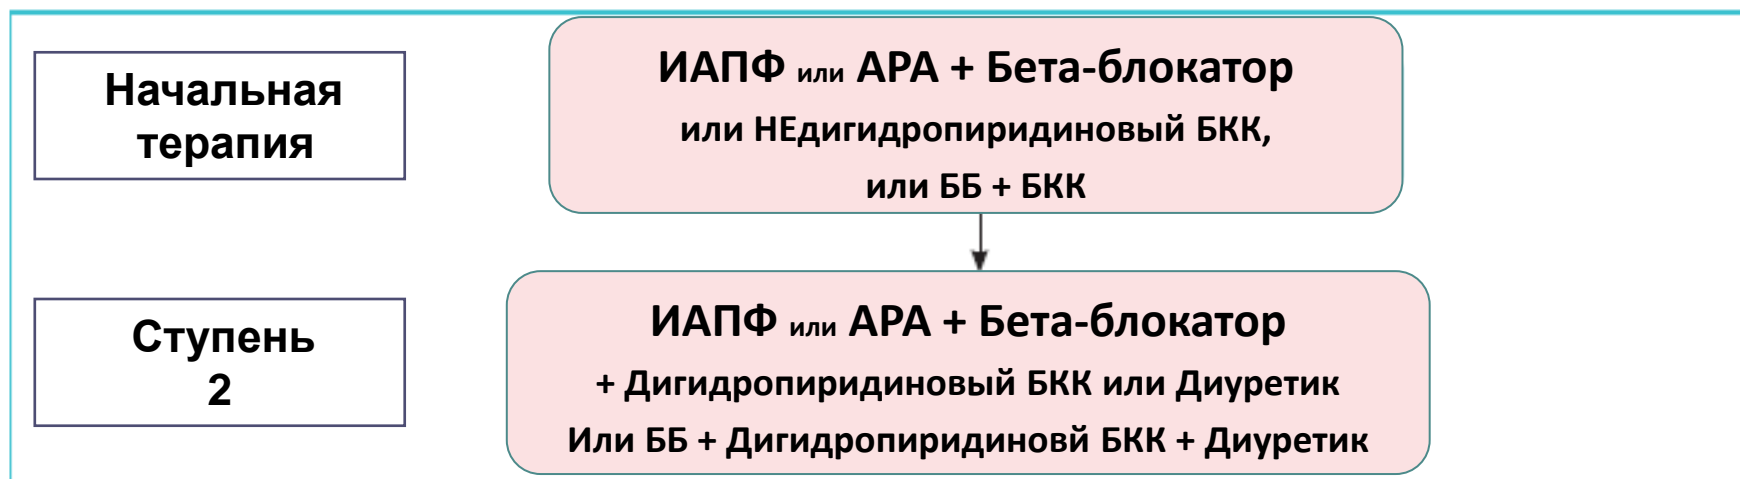 Начальная
терапия
ИАПФ или АРА + Бета-блокатор
или НЕдигидропиридиновый БКК,
или ББ + БКК
Ступень
2
ИАПФ или АРА + Бета-блокатор
+ Дигидропиридиновый БКК или Диуретик
Или ББ + Дигидропиридиновй БКК + Диуретик